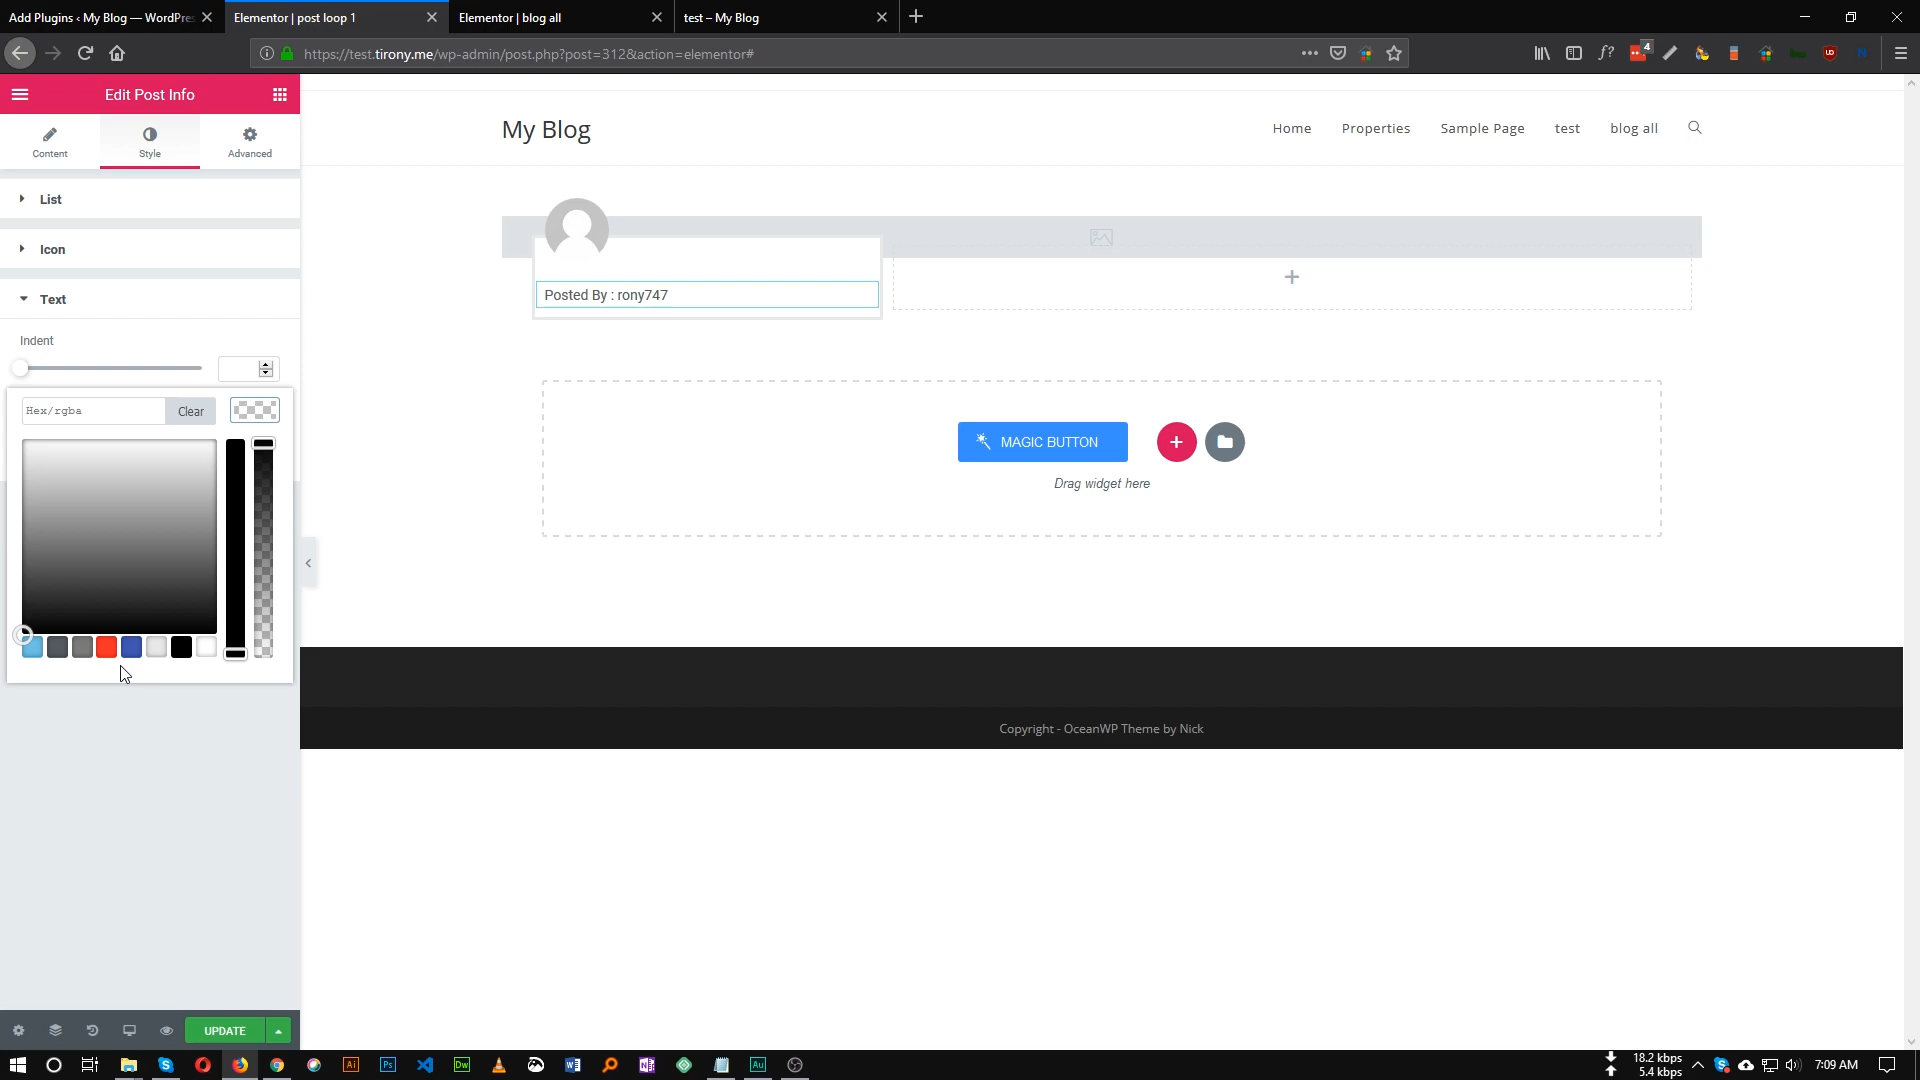 Add Plugins ‹ My Blog — WordPres
Elementor | post loop 1
Elementor | blog all
test – My Blog
https://test.tirony.me/wp-admin/post.php?post=312&action=elementor#
4
Edit Post Info
Content
Style
Advanced
List
Icon
Text
Indent
Hex/rgba
Clear
UPDATE
My Blog
Home
Properties
Sample Page
test
blog all
Posted By : rony747
MAGIC BUTTON
Drag widget here
Copyright - OceanWP Theme by Nick
18.2 kbps
5.4 kbps
7:09 AM